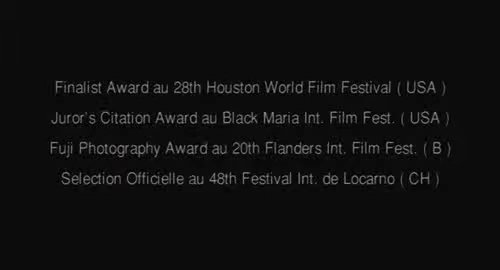 Finalist Award au 28th Houston World Film Festival ( USA )
Juror's Citation Award au Black Maria Int. Film Fest. ( USA )
Fuji Photography Award au 20th Flanders Int. Film Fest. ( B )
Selection Officielle au 48th Festival Int. de Locarno ( CH )